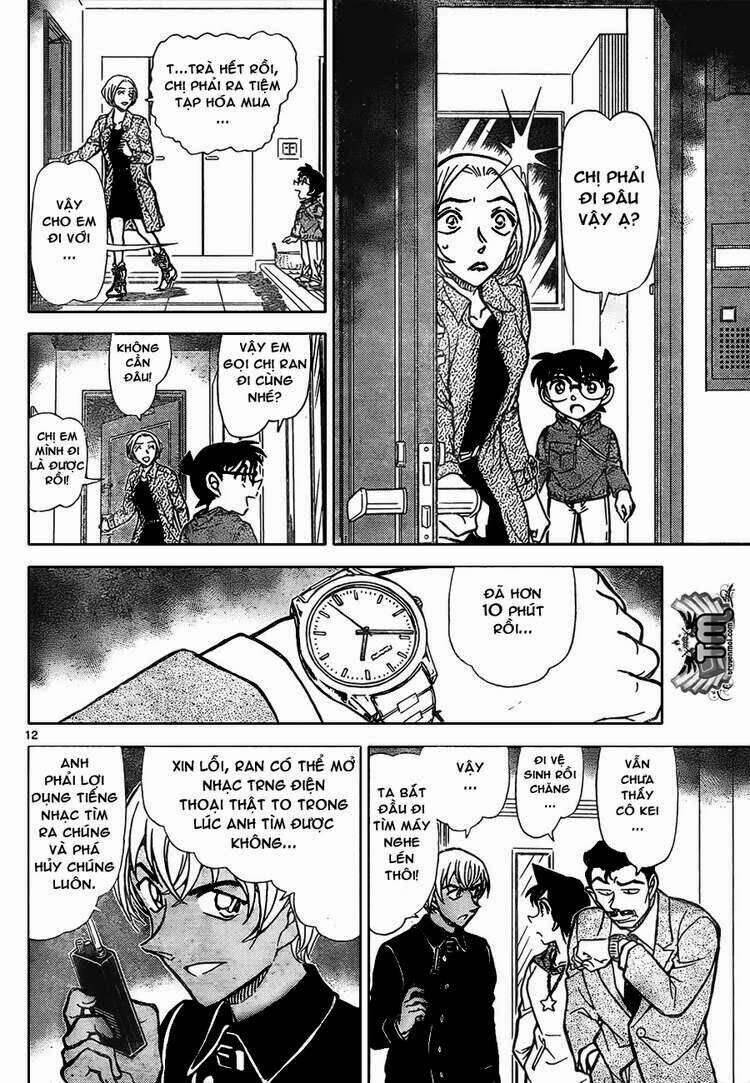 CHỊ PHẢI
ĐI ĐÂU
VẬY Ạ?
T...TRÀ HẾT RỒI,
CHỊ PHẢI RA TIỆM
TẠP HÓA MUA
...
VẬY
CHO EM
ĐI VỚI
...
VẬY EM
GỌI CHỊ RAN
ĐI CÙNG
NHÉ?
KHÔNG
CẦN
ĐÂU!
CHỊ EM
MÌNH ĐI
LÀ ĐƯỢC
RỒI!
ĐÃ HƠN
10 PHÚT
RỒI...
TM
truyenmoi.com
12
VẪN
CHƯA
THẤY
CÔ KEI
...
ĐI VỆ
SINH RỒI
CHĂNG
...
VẬY
...
TA BẮT
ĐẦU ĐI
TÌM MÁY
NGHE
LÉN
THÔI!
XIN LỖI, RAN CÓ THỂ MỞ
NHẠC TRNG ĐIỆN
THOẠI THẬT TO TRONG
LÚC ANH TÌM ĐƯỢC
KHÔNG...
ANH
PHẢI LỢI
DỤNG TIẾNG
NHẠC TÌM
RA CHÚNG
VÀ PHÁ
HỦY CHÚNG
LUÔN.